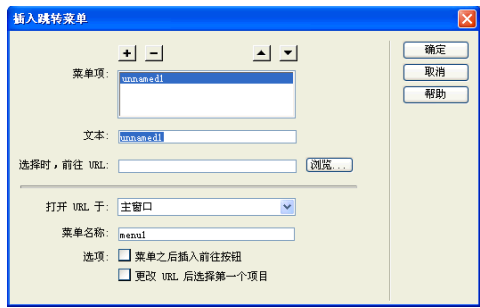 插入跳转菜单
确定
取消
帮助
菜单项:
unnamed1
文本:
unnamed1
选择时，前往 URL:
浏览...
打开 URL 于:
主窗口
菜单名称:
menu1
选项:
菜单之后插入前往按钮
更改 URL 后选择第一个项目